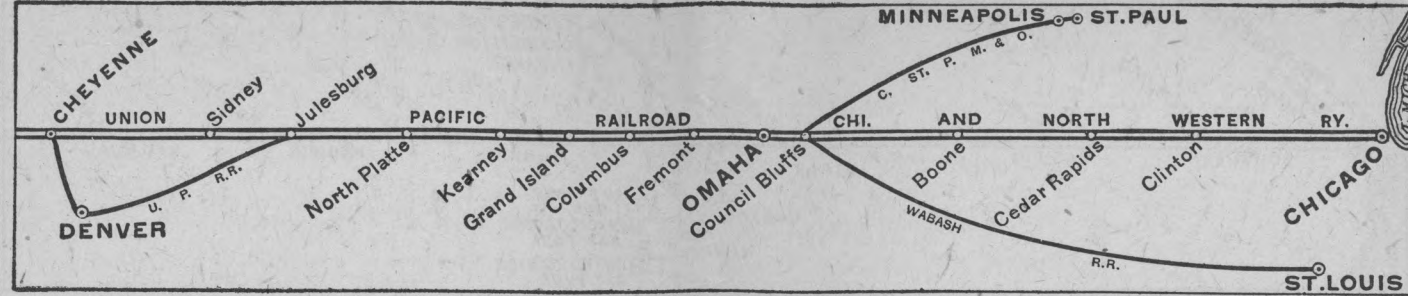 MINNEAPOLIS ST. PAUL
C. ST. P. M. & O.
CHEYENNE
Sidney
Julesburg
UNION PACIFIC RAILROAD CHI. AND NORTH WESTERN RY.
North Platte
Kearney
Grand Island
Columbus
Fremont
OMAHA
Council Bluffs
Boone
Cedar Rapids
Clinton
CHICAGO
U. P. R.R.
DENVER
WABASH R.R.
ST. LOUIS